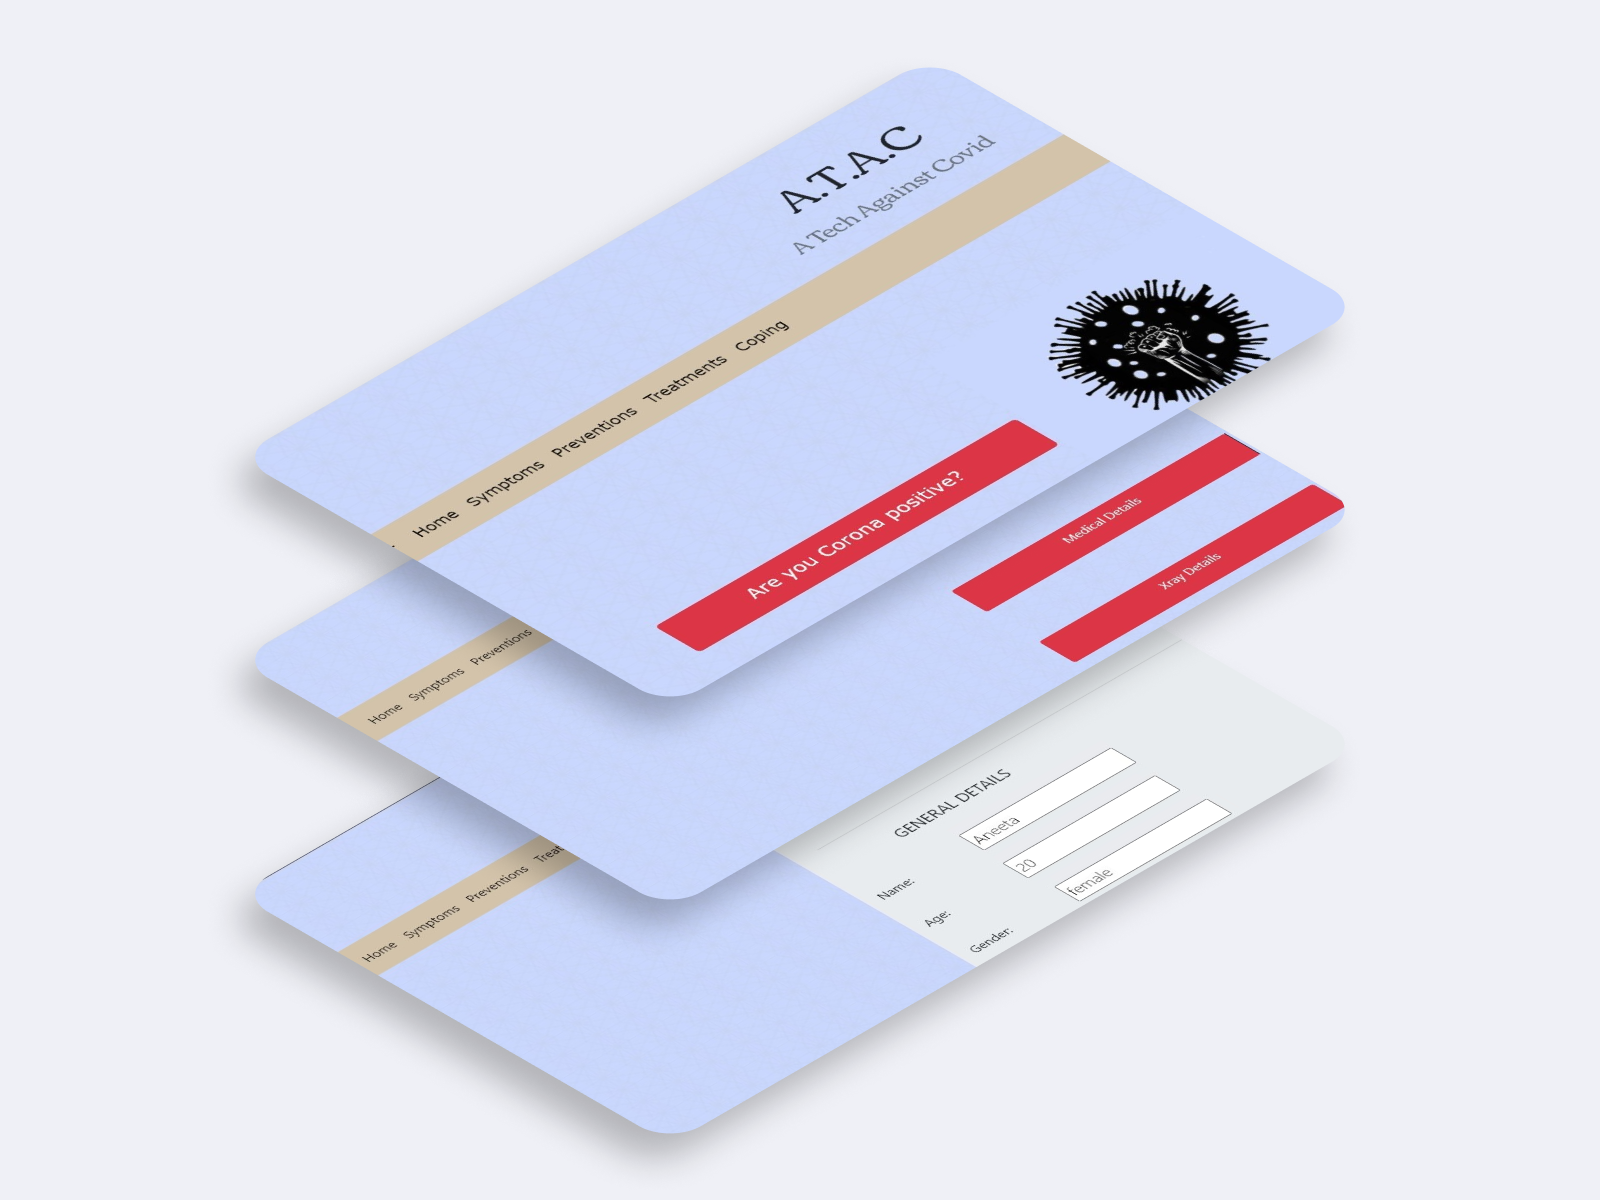 A.T.A.C
A Tech Against Covid
Home Symptoms Preventions Treatments Coping
Are you Corona positive?
Home Symptoms Preventions
Medical Details
Xray Details
Home Symptoms Preventions
GENERAL DETAILS
Name: Aneeta
Age: 20
Gender: female